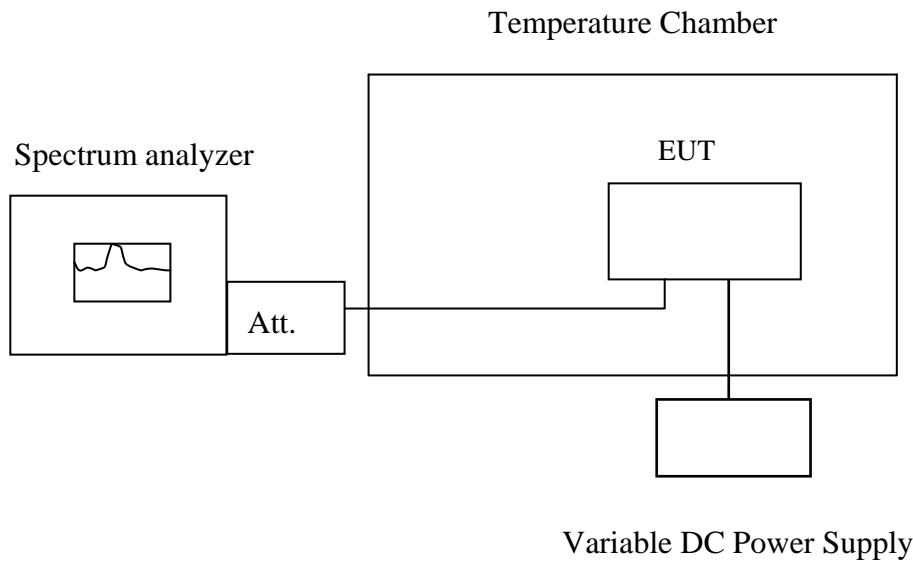 Temperature Chamber
Spectrum analyzer
EUT
Att.
Variable DC Power Supply